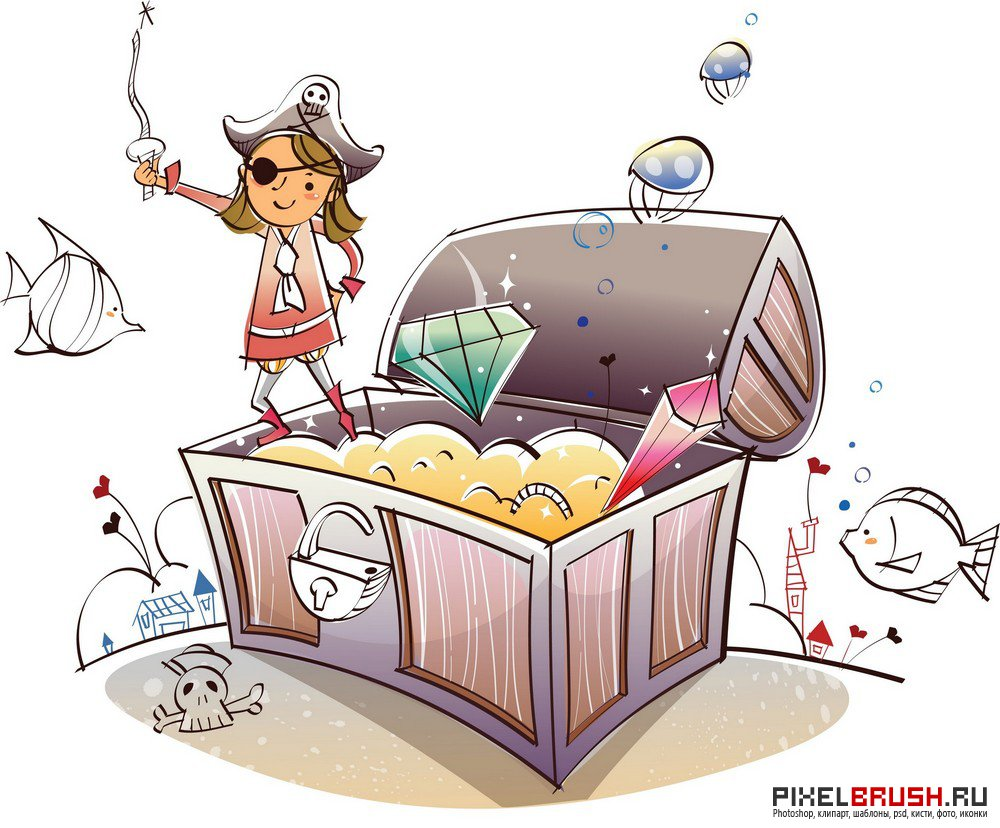 PIXELBRUSH.RU
Photoshop, клипарт, шаблоны, psd, кисти, фото, иконки